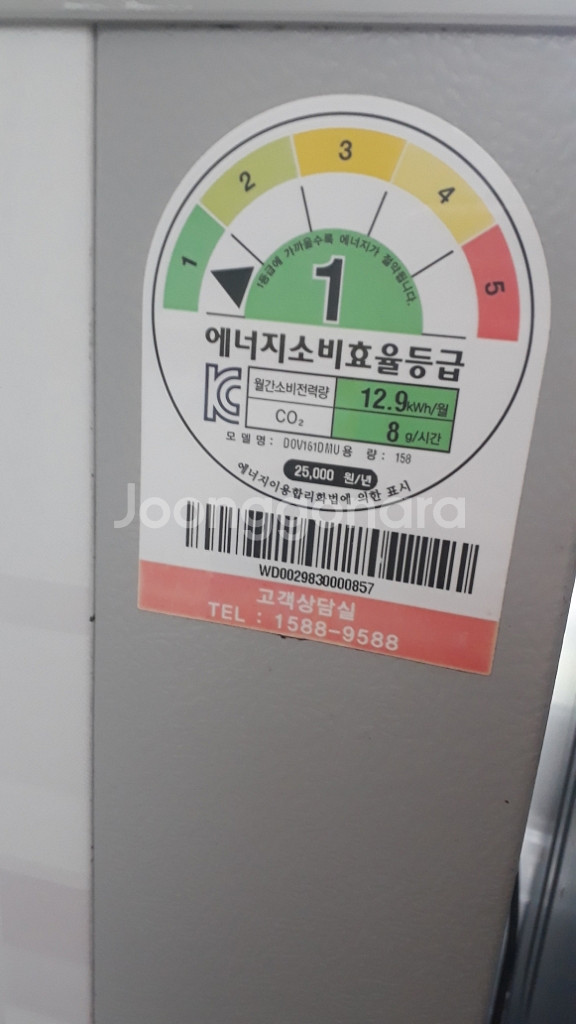 1
2
3
4
5
1등급에 가까울수록 에너지가 절약됩니다.
1
에너지소비효율등급
월간소비전력량 12.9kWh/월
CO₂ 8 g/시간
모 델 명 : DOV161DMU 용 량 : 158
25,000 원/년
에너지이용합리화법에 의한 표시
Joonggonara
WD0029830000857
고객상담실
TEL : 1588-9588